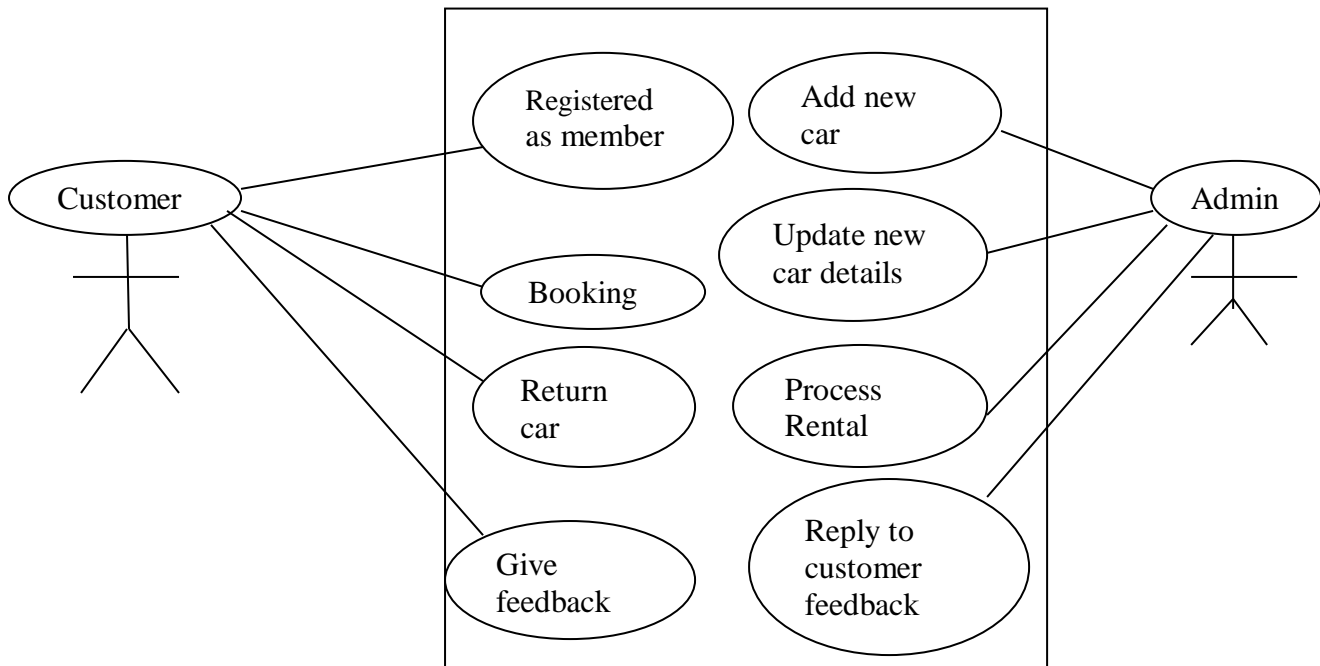 Registered
as member
Add new
car
Customer
Admin
Update new
car details
Booking
Return
car
Process
Rental
Give
feedback
Reply to
customer
feedback